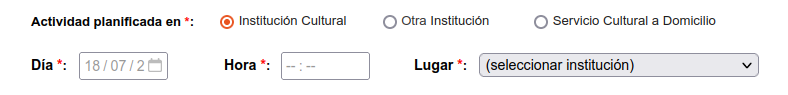 Actividad planificada en *: Institución Cultural Otra Institución Servicio Cultural a Domicilio
Día *: 18 / 07 / 2 Hora *: -- : -- Lugar *: (seleccionar institución)